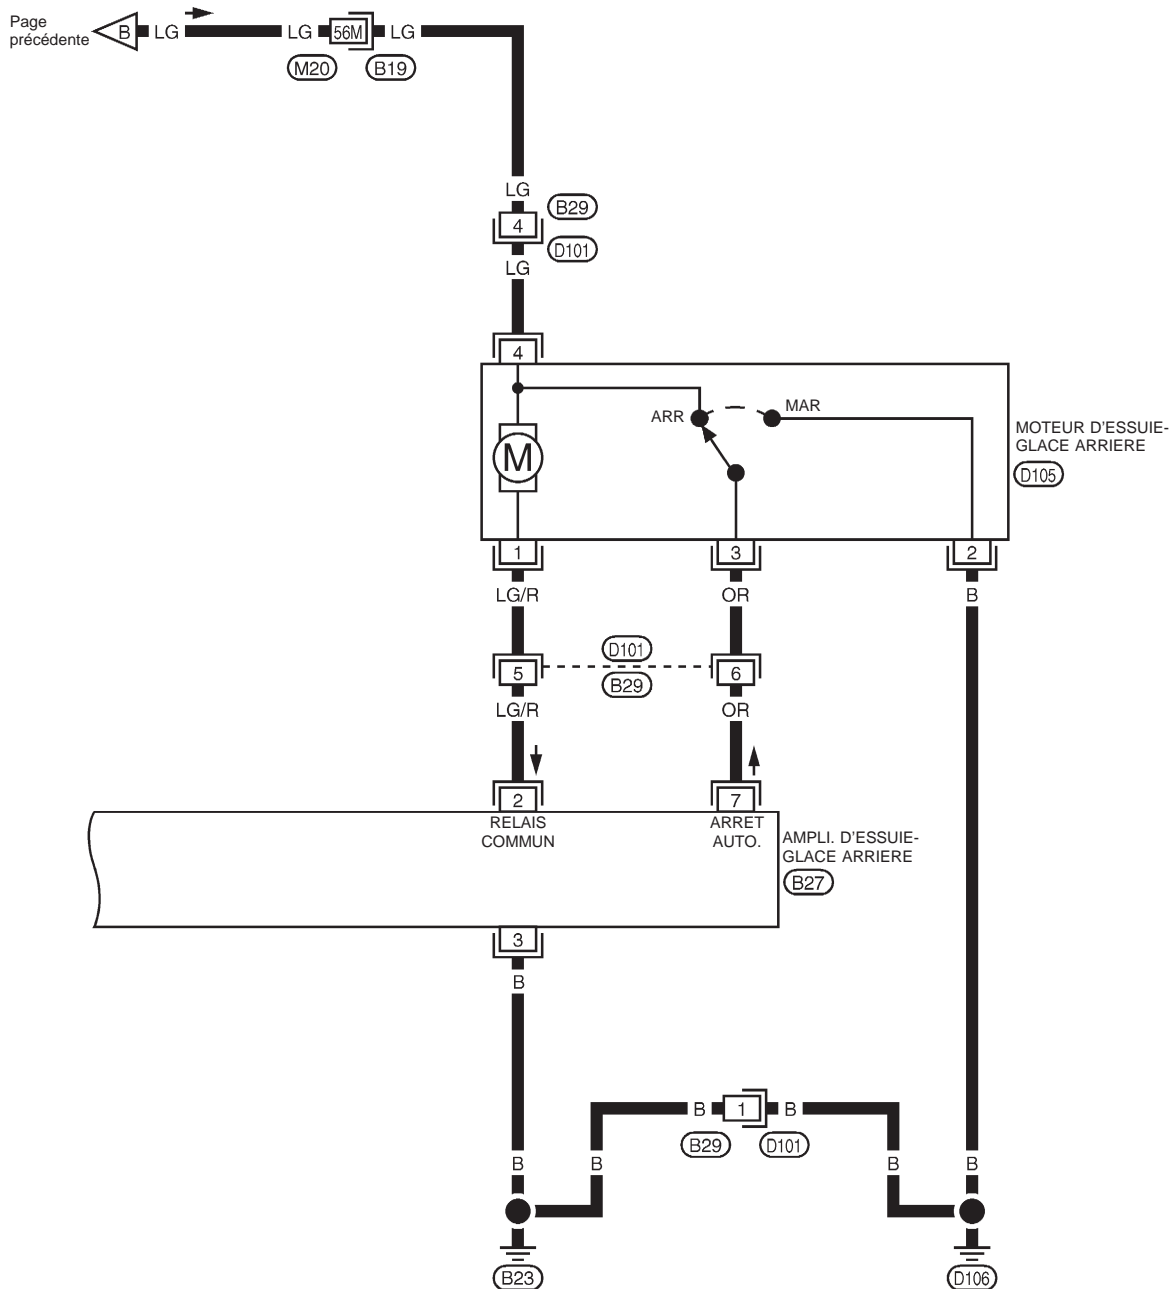 Page
précédente
B
LG
LG
56M
LG
M20
B19
LG
B29
4
D101
LG
4
ARR
MAR
M
MOTEUR D'ESSUIE-
GLACE ARRIERE
D105
1
3
2
LG/R
OR
B
D101
5
6
B29
LG/R
OR
2
7
RELAIS
COMMUN
ARRET
AUTO.
AMPLI. D'ESSUIE-
GLACE ARRIERE
B27
3
B
B
1
B
B29
D101
B
B
B
B
B23
D106